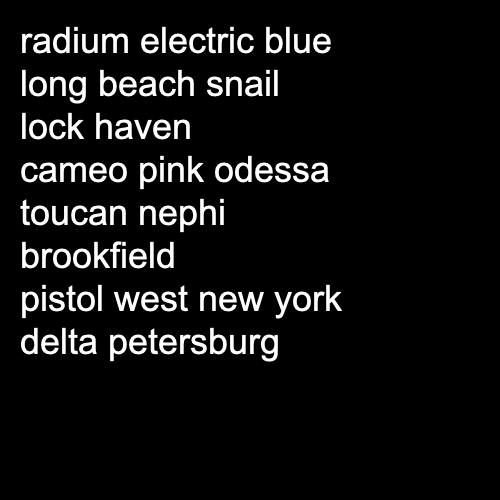 radium electric blue
long beach snail
lock haven
cameo pink odessa
toucan nephi
brookfield
pistol west new york
delta petersburg